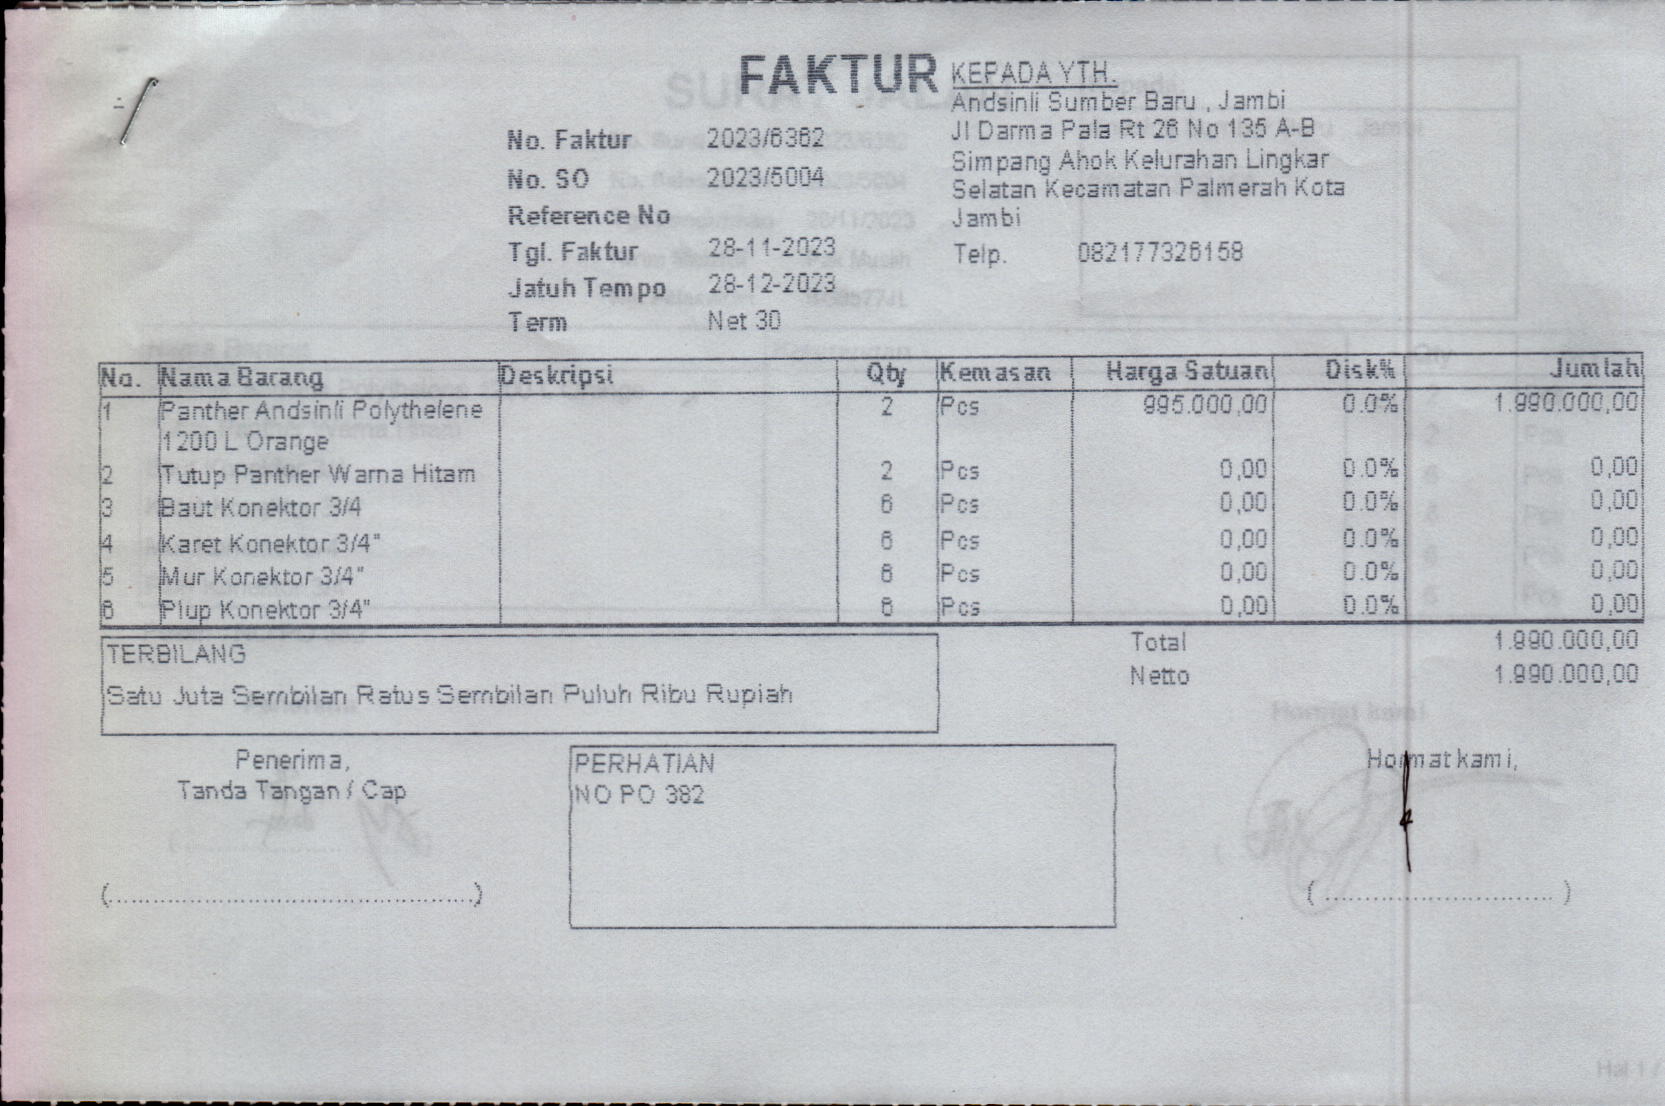 FAKTUR
KEPADA YTH.
Andsinli Sumber Baru , Jambi
Jl Darma Pala Rt 26 No 135 A-B
Simpang Ahok Kelurahan Lingkar
Selatan Kecamatan Palmerah Kota
Jambi
Telp. 082177326158
No. Faktur 2023/6362
No. SO 2023/5004
Reference No
Tgl. Faktur 28-11-2023
Jatuh Tempo 28-12-2023
Term Net 30
No. Nama Barang Deskripsi Qty Kemasan Harga Satuan Disk% Jumlah
1 Panther Andsinli Polythelene 2 Pcs 995.000,00 0.0% 1.990.000,00
1200 L Orange
2 Tutup Panther Warna Hitam 2 Pcs 0,00 0.0% 0,00
3 Baut Konektor 3/4 6 Pcs 0,00 0.0% 0,00
4 Karet Konektor 3/4" 6 Pcs 0,00 0.0% 0,00
5 Mur Konektor 3/4" 6 Pcs 0,00 0.0% 0,00
6 Plup Konektor 3/4" 6 Pcs 0,00 0.0% 0,00
Total 1.990.000,00
Netto 1.990.000,00
TERBILANG
Satu Juta Sembilan Ratus Sembilan Puluh Ribu Rupiah
Penerima,
Tanda Tangan / Cap
(.............................................)
PERHATIAN
NO PO 382
Hormat kami,
( ............................ )